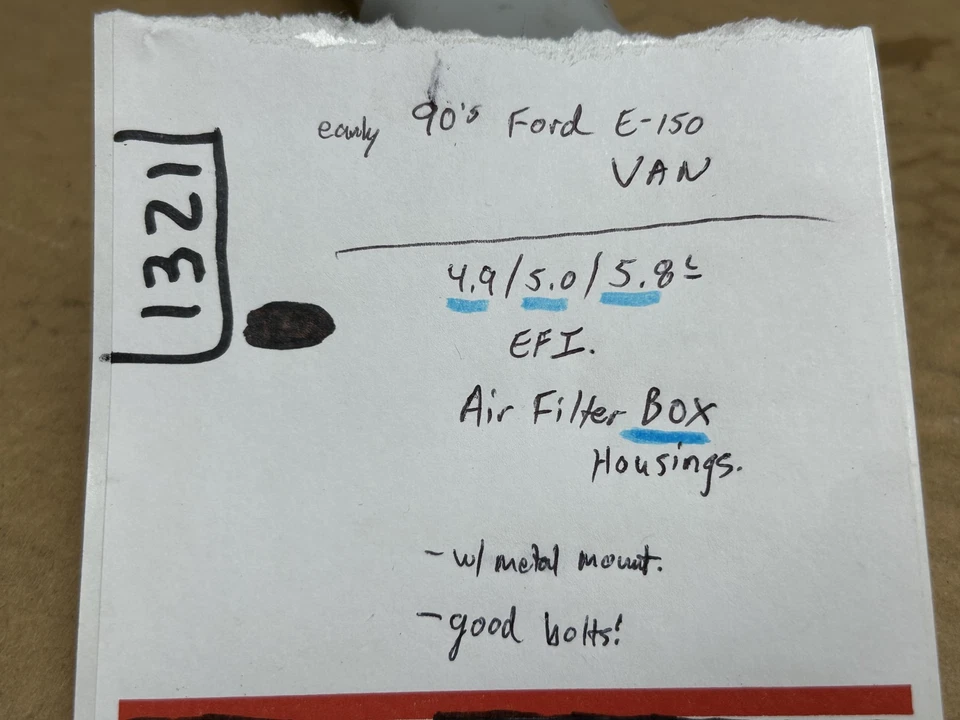 1321
early 90's Ford E-150
VAN
4.9/5.0/5.8L
EFI.
Air Filter Box
Housings.
- w/ metal mount.
- good bolts!